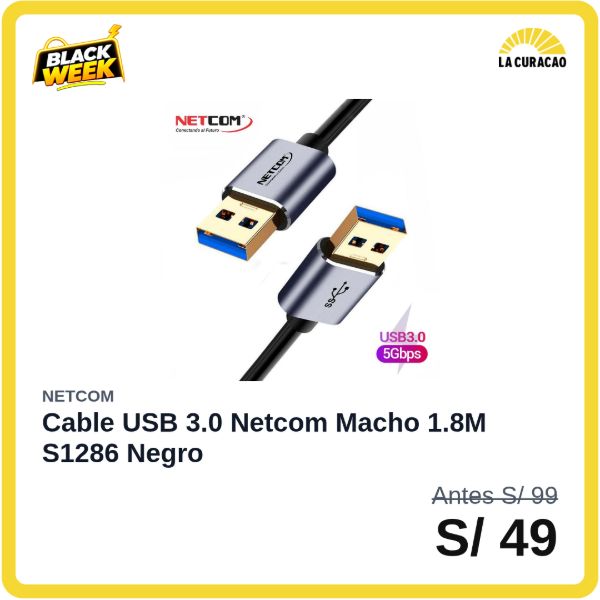 BLACK
WEEK
LA CURACAO
NETCOM®
Conectando al Futuro
NETCOM
SS
USB3.0
5Gbps
NETCOM
Cable USB 3.0 Netcom Macho 1.8M
S1286 Negro
Antes S/ 99
S/ 49